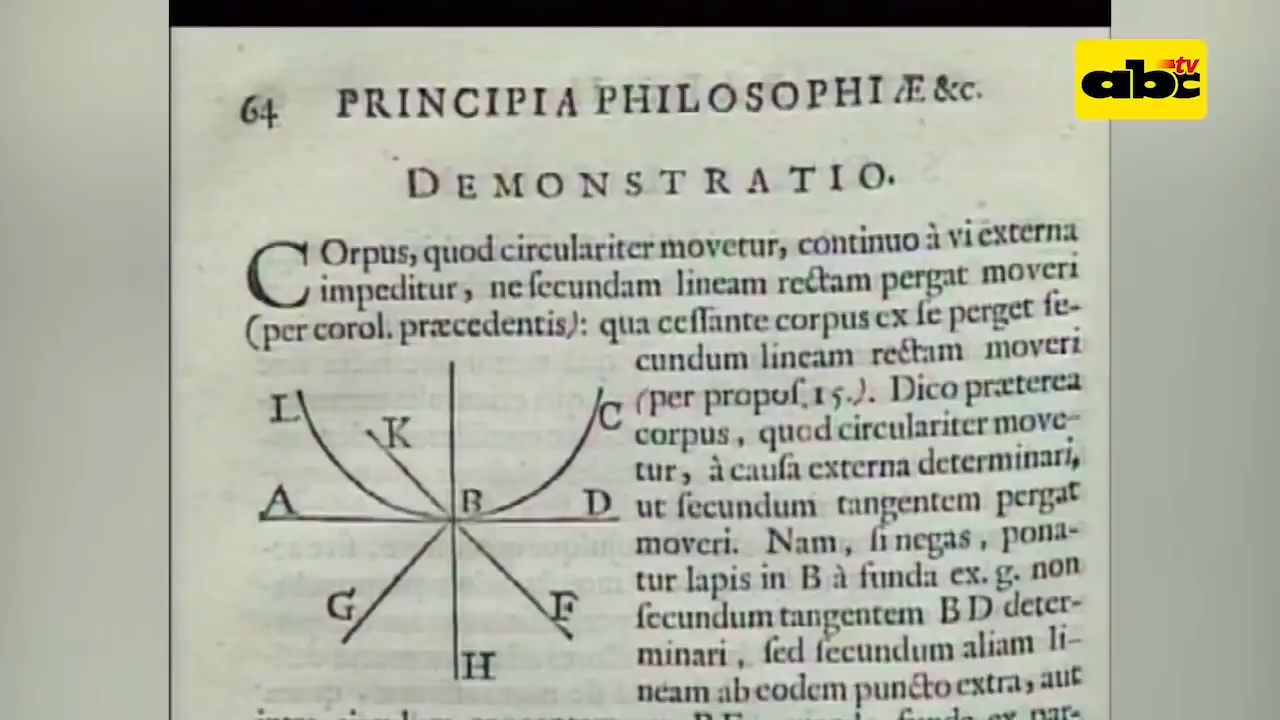 abc tv
64 PRINCIPIA PHILOSOPHIÆ &c.
DEMONSTRATIO.
COrpus, quod circulariter movetur, continuo à vi externa
impeditur, ne ſecundam lineam rectam pergat moveri
(per corol. præcedentis): qua ceſſante corpus ex ſe perget ſe-
cundum lineam rectam moveri
(per propoſ. 15.). Dico præterea
corpus, quod circulariter move-
tur, à cauſa externa determinari,
ut ſecundum tangentem pergat
moveri. Nam, ſi negas, pona-
tur lapis in B à funda ex. g. non
ſecundum tangentem B D deter-
minari, ſed ſecundum aliam li-
neam ab eodem puncto extra, aut
L
K
C
A
B
D
G
F
H